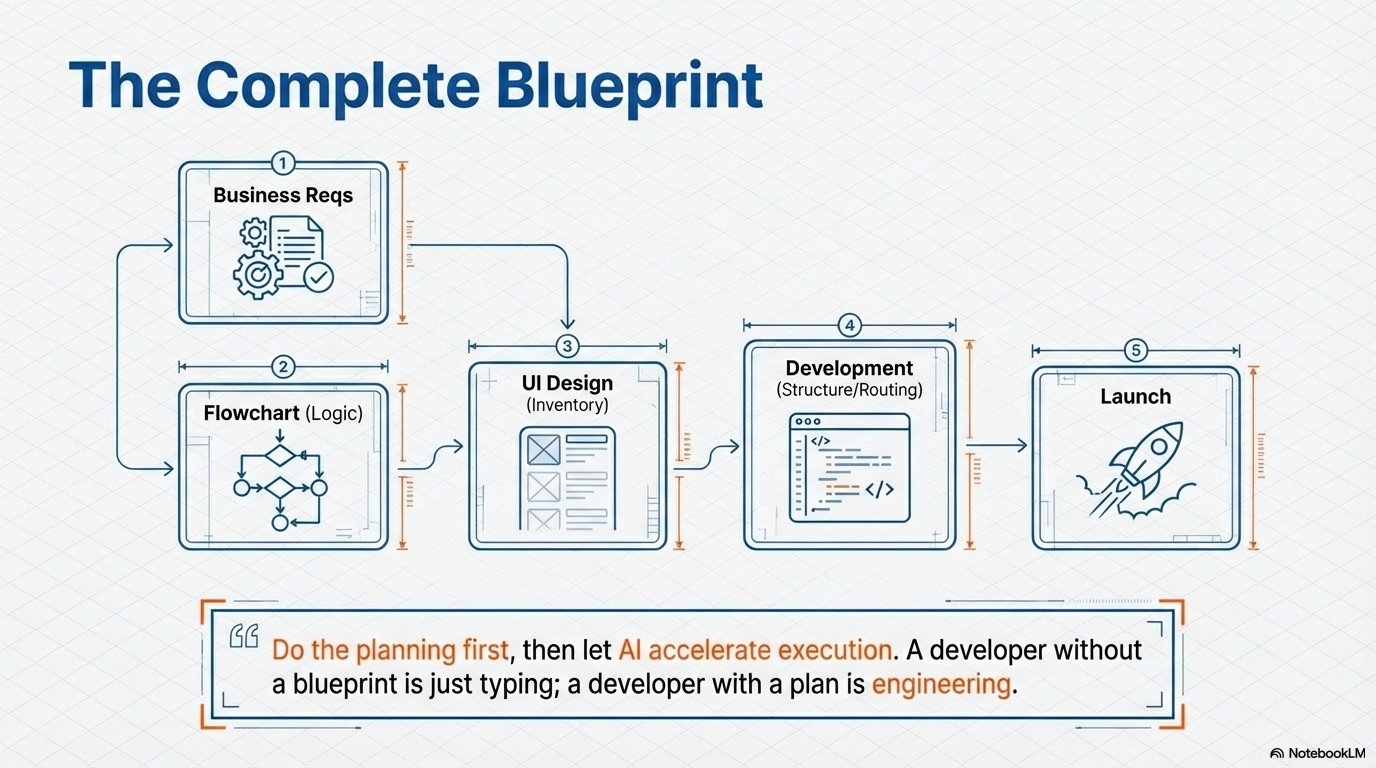 The Complete Blueprint
1
Business Reqs
2
Flowchart (Logic)
3
UI Design
(Inventory)
4
Development
(Structure/Routing)
</>
</>
5
Launch
“ Do the planning first, then let AI accelerate execution. A developer without
a blueprint is just typing; a developer with a plan is engineering.
NotebookLM